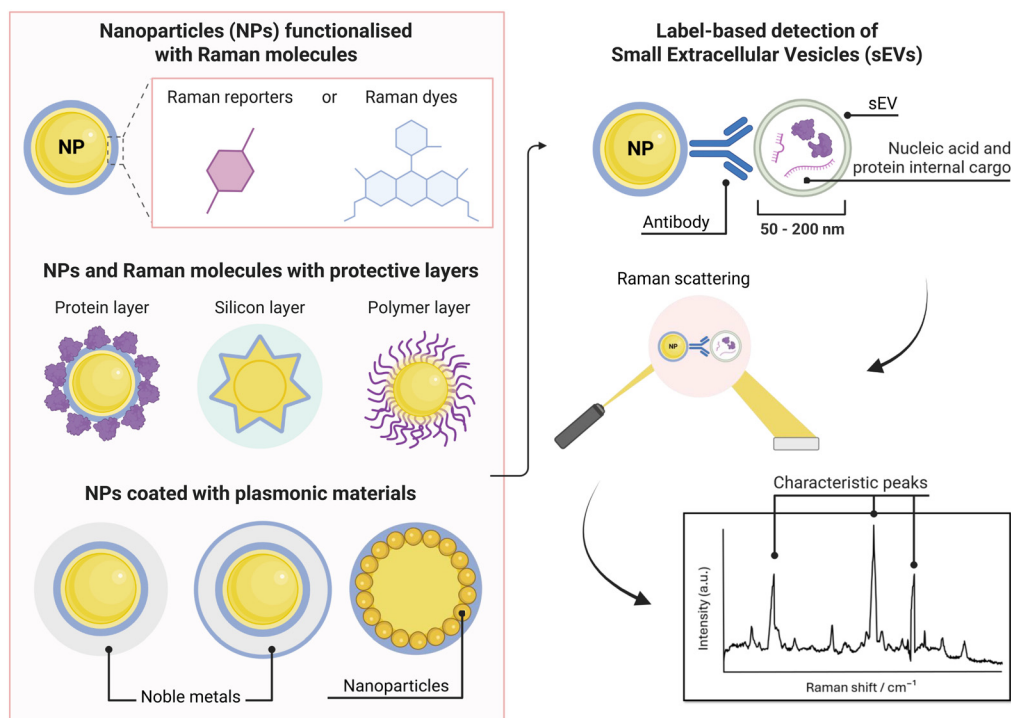 Nanoparticles (NPs) functionalised
with Raman molecules
Raman reporters or Raman dyes
NP
NPs and Raman molecules with protective layers
Protein layer
Silicon layer
Polymer layer
NPs coated with plasmonic materials
Noble metals
Nanoparticles
Label-based detection of
Small Extracellular Vesicles (sEVs)
sEV
NP
Nucleic acid and
protein internal cargo
Antibody
50 - 200 nm
Raman scattering
NP
Characteristic peaks
Intensity (a.u.)
Raman shift / cm⁻¹